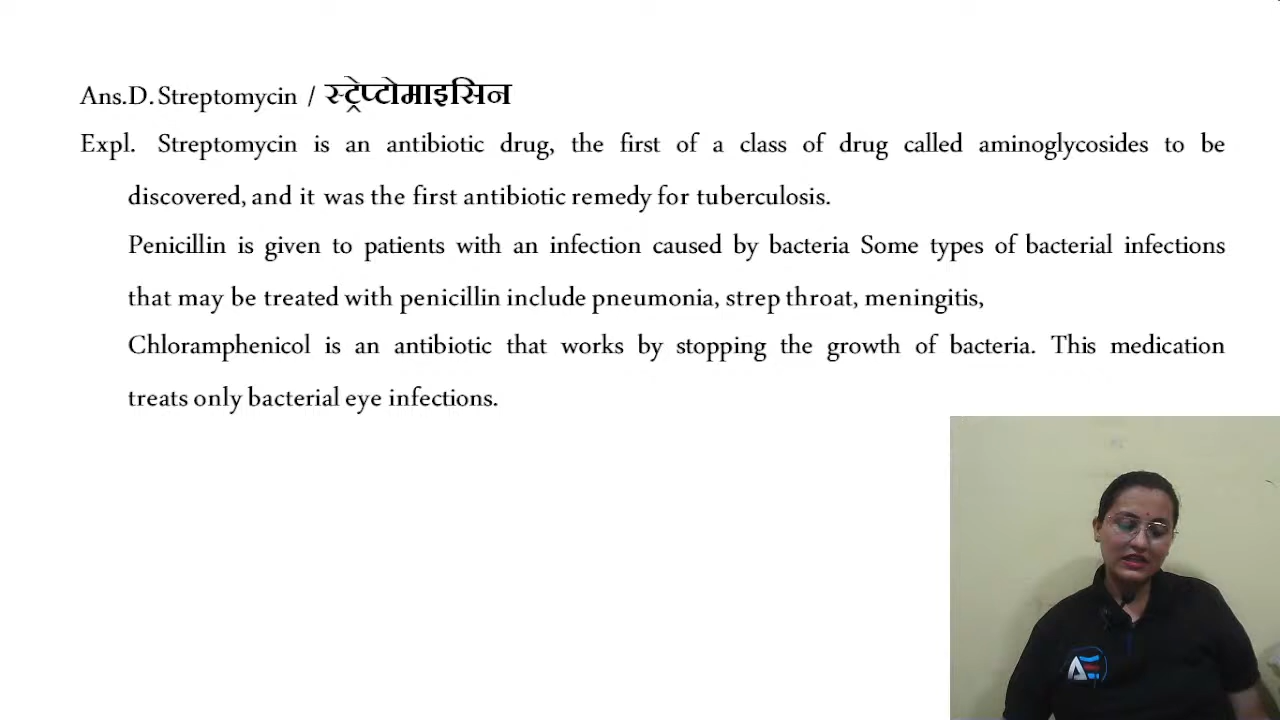 Ans.D. Streptomycin / स्ट्रेप्टोमाइसिन
Expl. Streptomycin is an antibiotic drug, the first of a class of drug called aminoglycosides to be
discovered, and it was the first antibiotic remedy for tuberculosis.
Penicillin is given to patients with an infection caused by bacteria Some types of bacterial infections
that may be treated with penicillin include pneumonia, strep throat, meningitis,
Chloramphenicol is an antibiotic that works by stopping the growth of bacteria. This medication
treats only bacterial eye infections.